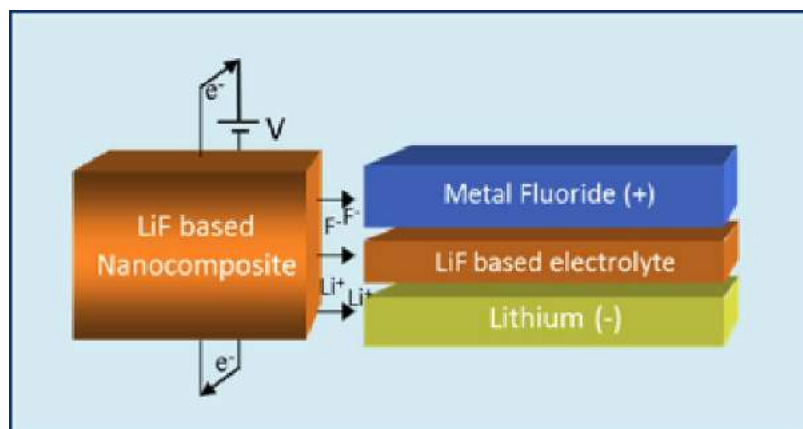 e⁻
V
LiF based
Nanocomposite
F⁻ F⁻
Li⁺ Li⁺
e⁻
Metal Fluoride (+)
LiF based electrolyte
Lithium (-)